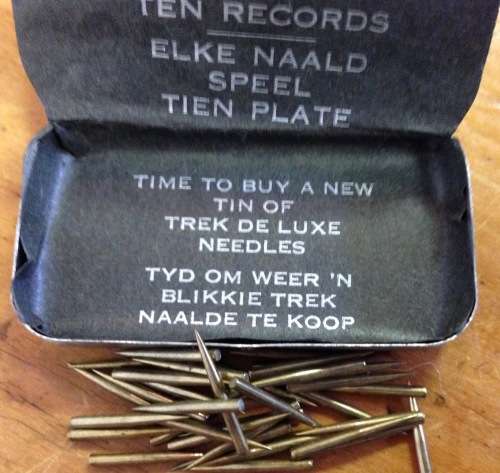 TEN RECORDS
ELKE NAALD
SPEEL
TIEN PLATE
TIME TO BUY A NEW
TIN OF
TREK DE LUXE
NEEDLES
TYD OM WEER 'N
BLIKKIE TREK
NAALDE TE KOOP